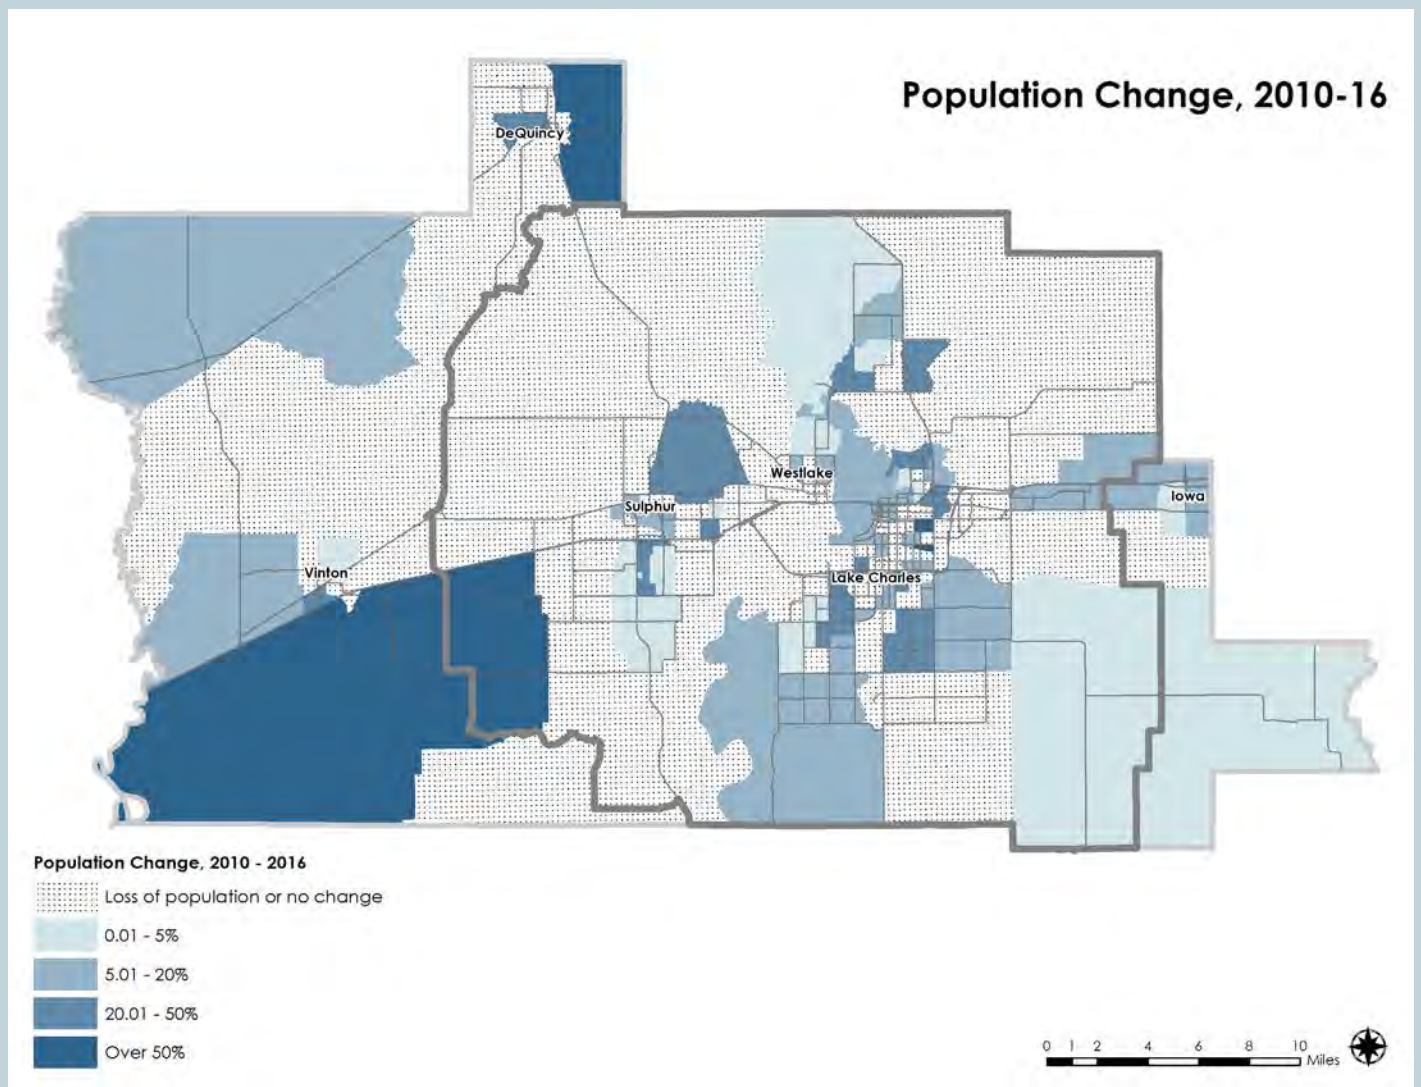 Population Change, 2010-16
DeQuincy
Westlake
Iowa
Sulphur
Vinton
Lake Charles
Population Change, 2010 - 2016
Loss of population or no change
0.01 - 5%
5.01 - 20%
20.01 - 50%
Over 50%
0 1 2 4 6 8 10
Miles